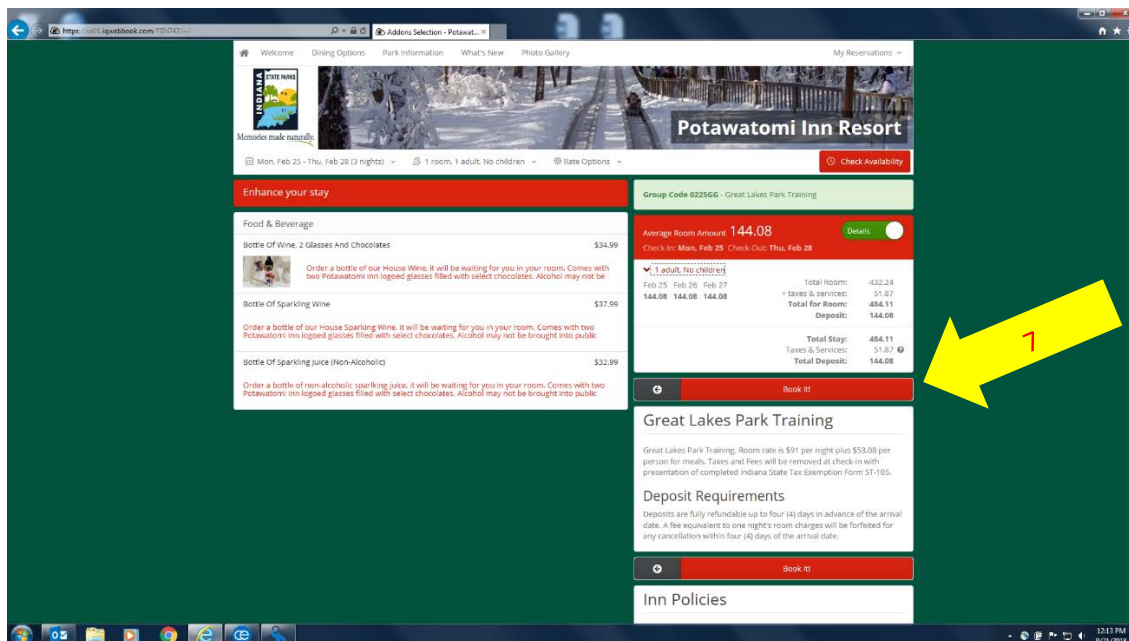 https://us01.iqwebbook.com/
Addons Selection - Potawat...
Welcome Dining Options Park Information What's New Photo Gallery My Reservations
INDIANA
STATE PARKS
Memories made naturally.
Potawatomi Inn Resort
Mon, Feb 25 - Thu, Feb 28 (3 nights) 1 room, 1 adult, No children Rate Options Check Availability
Enhance your stay
Food & Beverage
Bottle Of Wine, 2 Glasses And Chocolates $34.99
Order a bottle of our House Wine, it will be waiting for you in your room. Comes with
two Potawatomi Inn logoed glasses filled with select chocolates. Alcohol may not be
Bottle Of Sparkling Wine $37.99
Order a bottle of our House Sparking Wine, it will be waiting for you in your room. Comes with two
Potawatomi Inn logoed glasses filled with select chocolates. Alcohol may not be brought into public
Bottle Of Sparkling Juice (Non-Alcoholic) $32.99
Order a bottle of non-alcoholic sparlking juice, it will be waiting for you in your room. Comes with two
Potawatomi Inn logoed glasses filled with select chocolates. Alcohol may not be brought into public
Group Code 0225GG - Great Lakes Park Training
Average Room Amount 144.08 Details
Check-In: Mon, Feb 25 Check-Out: Thu, Feb 28
1 adult, No children
Feb 25 Feb 26 Feb 27
144.08 144.08 144.08
Total Room: 432.24
+ taxes & services: 51.87
Total for Room: 484.11
Deposit: 144.08
Total Stay: 484.11
Taxes & Services: 51.87
Total Deposit: 144.08
7
Book It!
Great Lakes Park Training
Great Lakes Park Training. Room rate is $91 per night plus $53.08 per
person for meals. Taxes and Fees will be removed at check-in with
presentation of completed Indiana State Tax Exemption Form ST-105.
Deposit Requirements
Deposits are fully refundable up to four (4) days in advance of the arrival
date. A fee equivalent to one night's room charges will be forfeited for
any cancellation within four (4) days of the arrival date.
Book It!
Inn Policies
12:13 PM
9/21/2018